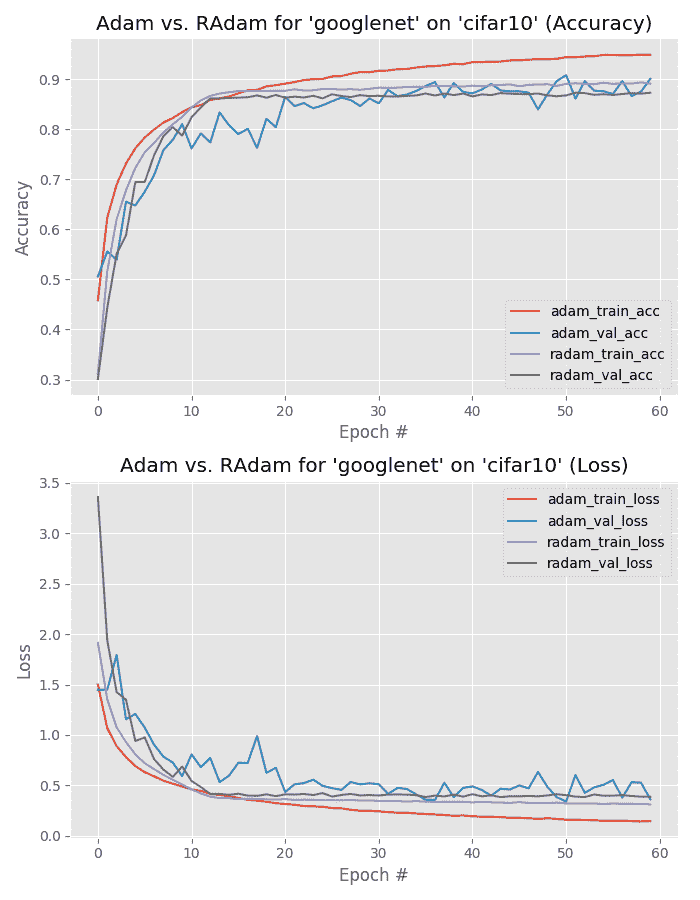 Adam vs. RAdam for 'googlenet' on 'cifar10' (Accuracy)
0.9
0.8
0.7
0.6
0.5
0.4
0.3
Accuracy
adam_train_acc
adam_val_acc
radam_train_acc
radam_val_acc
0 10 20 30 40 50 60
Epoch #
Adam vs. RAdam for 'googlenet' on 'cifar10' (Loss)
3.5
3.0
2.5
2.0
1.5
1.0
0.5
0.0
Loss
adam_train_loss
adam_val_loss
radam_train_loss
radam_val_loss
0 10 20 30 40 50 60
Epoch #